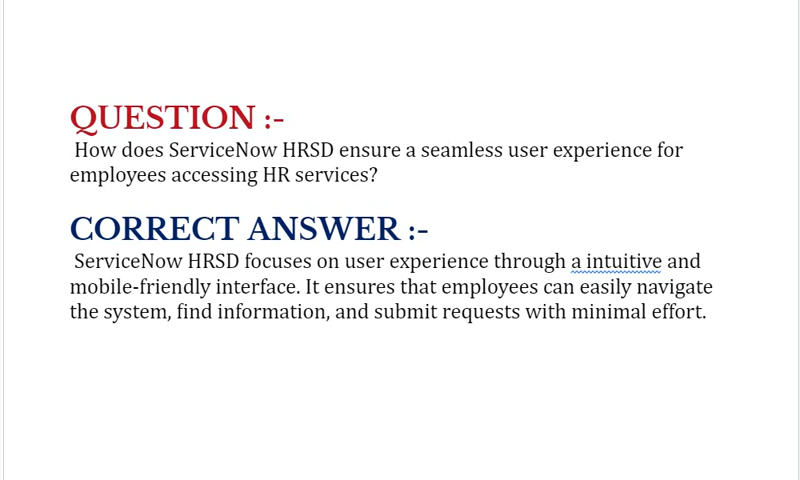 QUESTION :-
How does ServiceNow HRSD ensure a seamless user experience for
employees accessing HR services?
CORRECT ANSWER :-
ServiceNow HRSD focuses on user experience through a intuitive and
mobile-friendly interface. It ensures that employees can easily navigate
the system, find information, and submit requests with minimal effort.